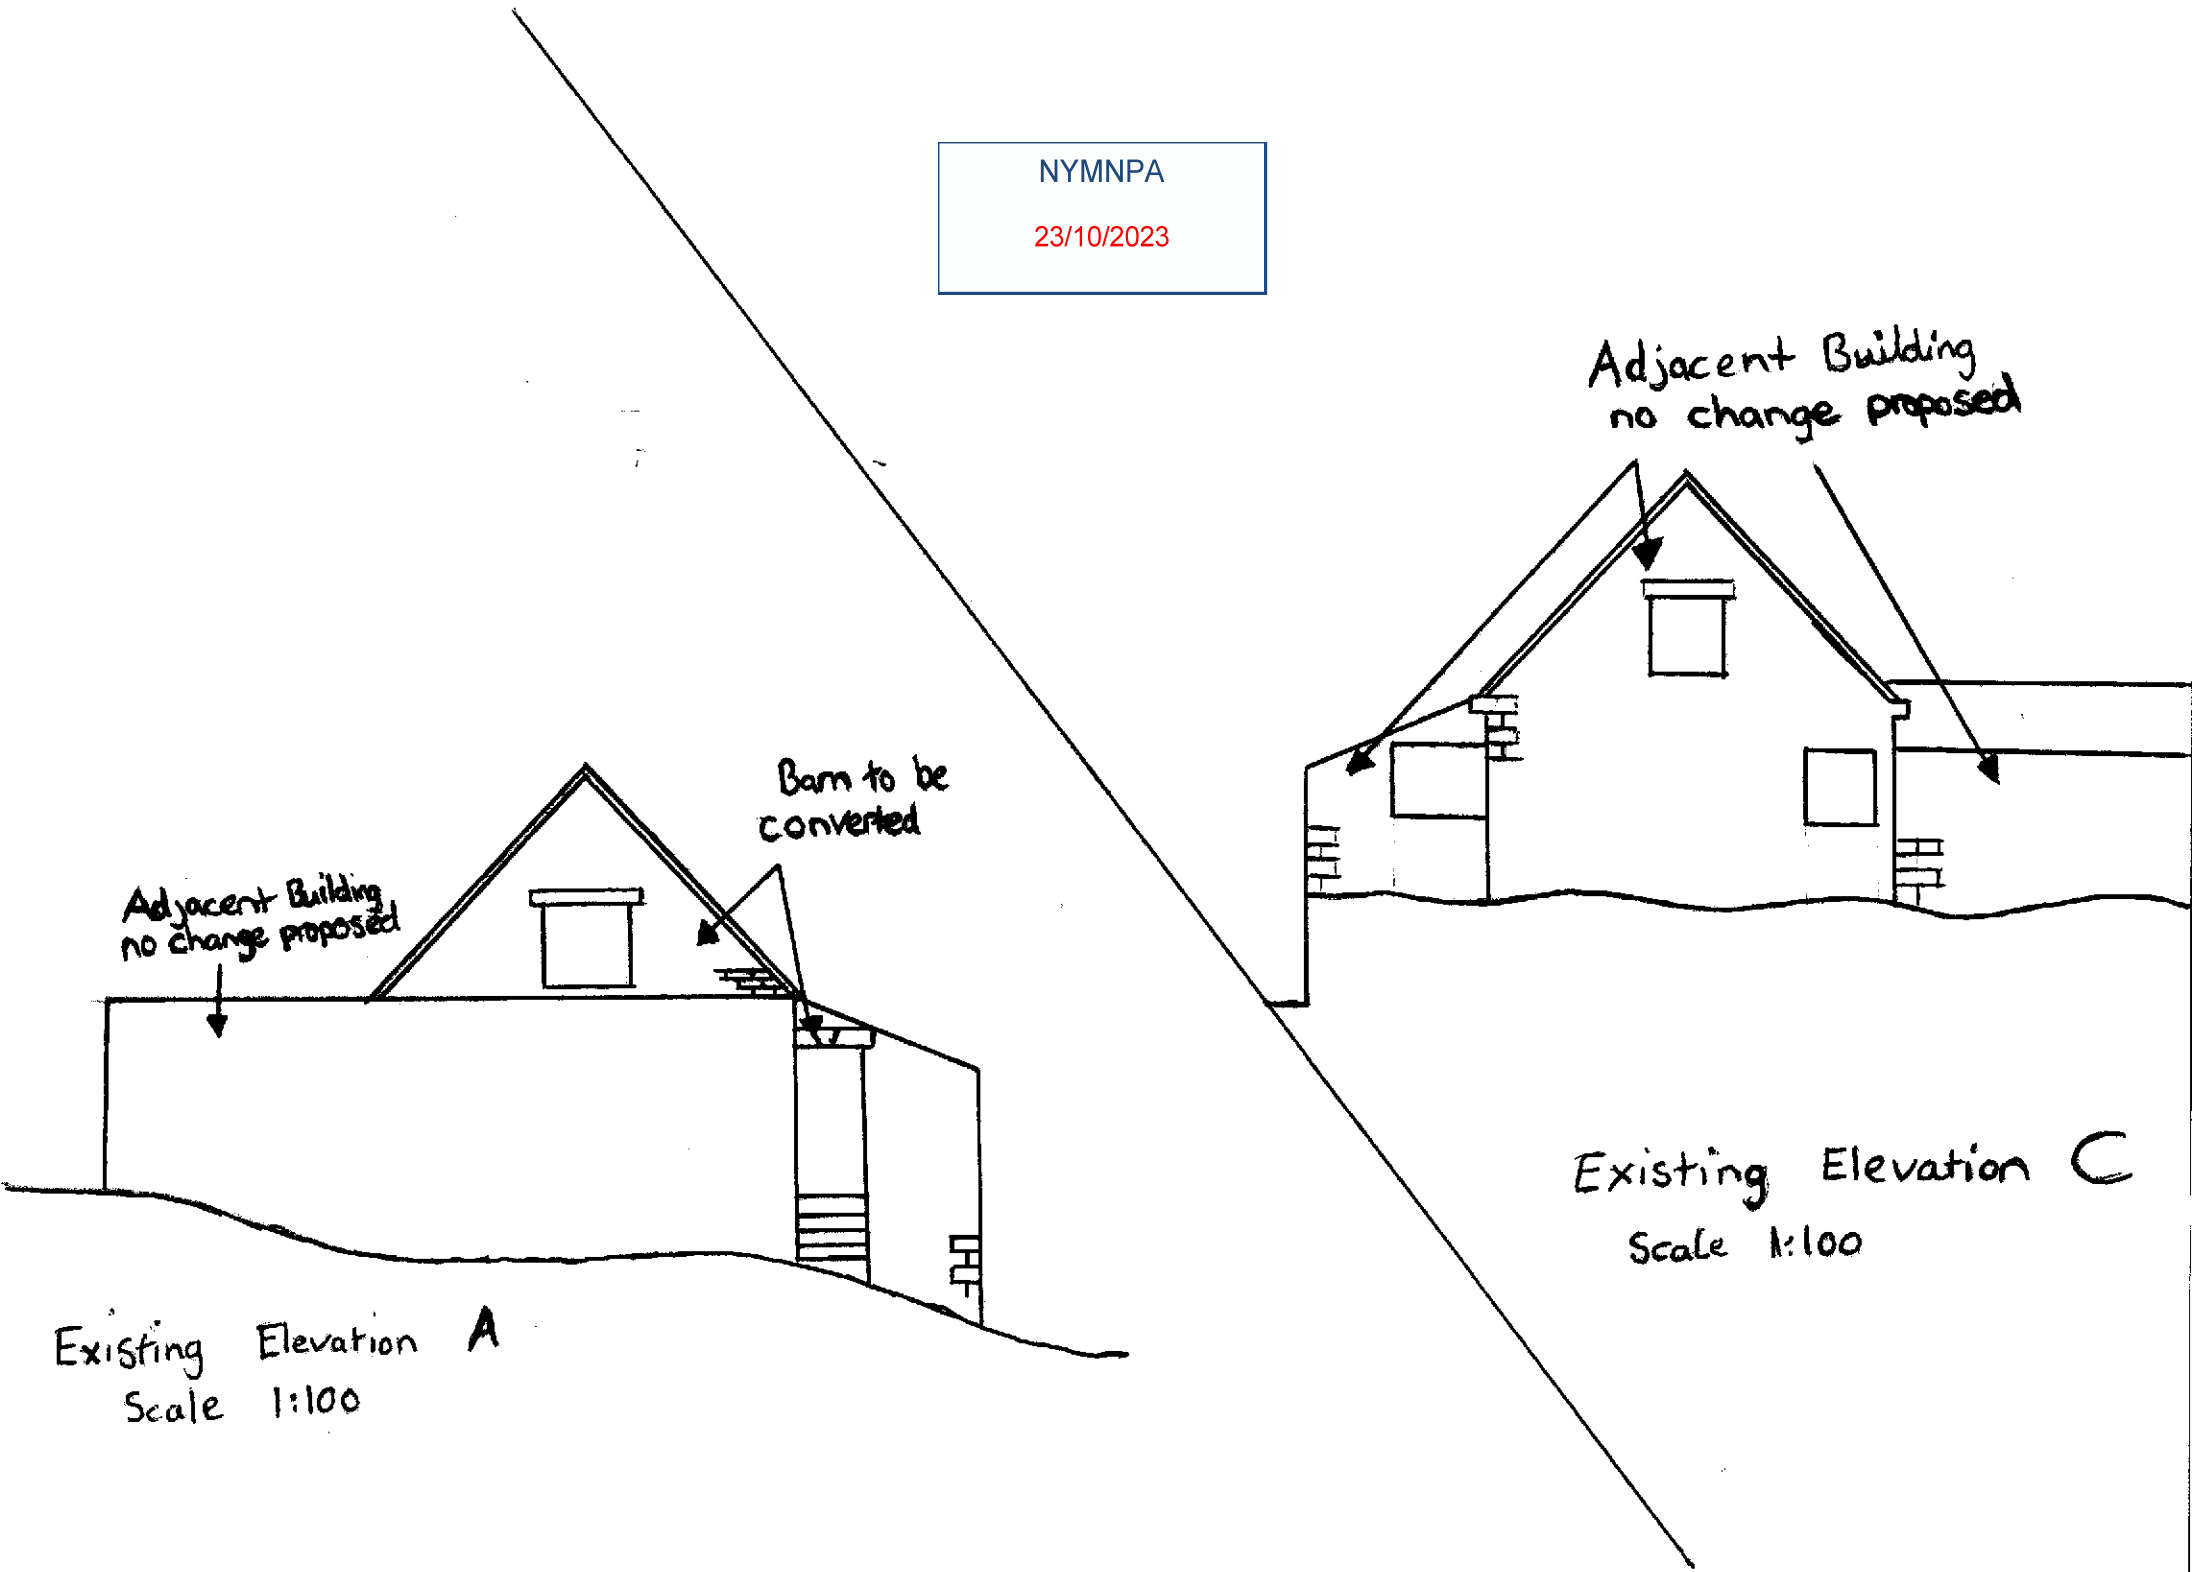 NYMNPA
23/10/2023
Adjacent Building
no change proposed
Barn to be
converted
Adjacent Building
no change proposed
Existing Elevation C
Scale 1:100
Existing Elevation A
Scale 1:100